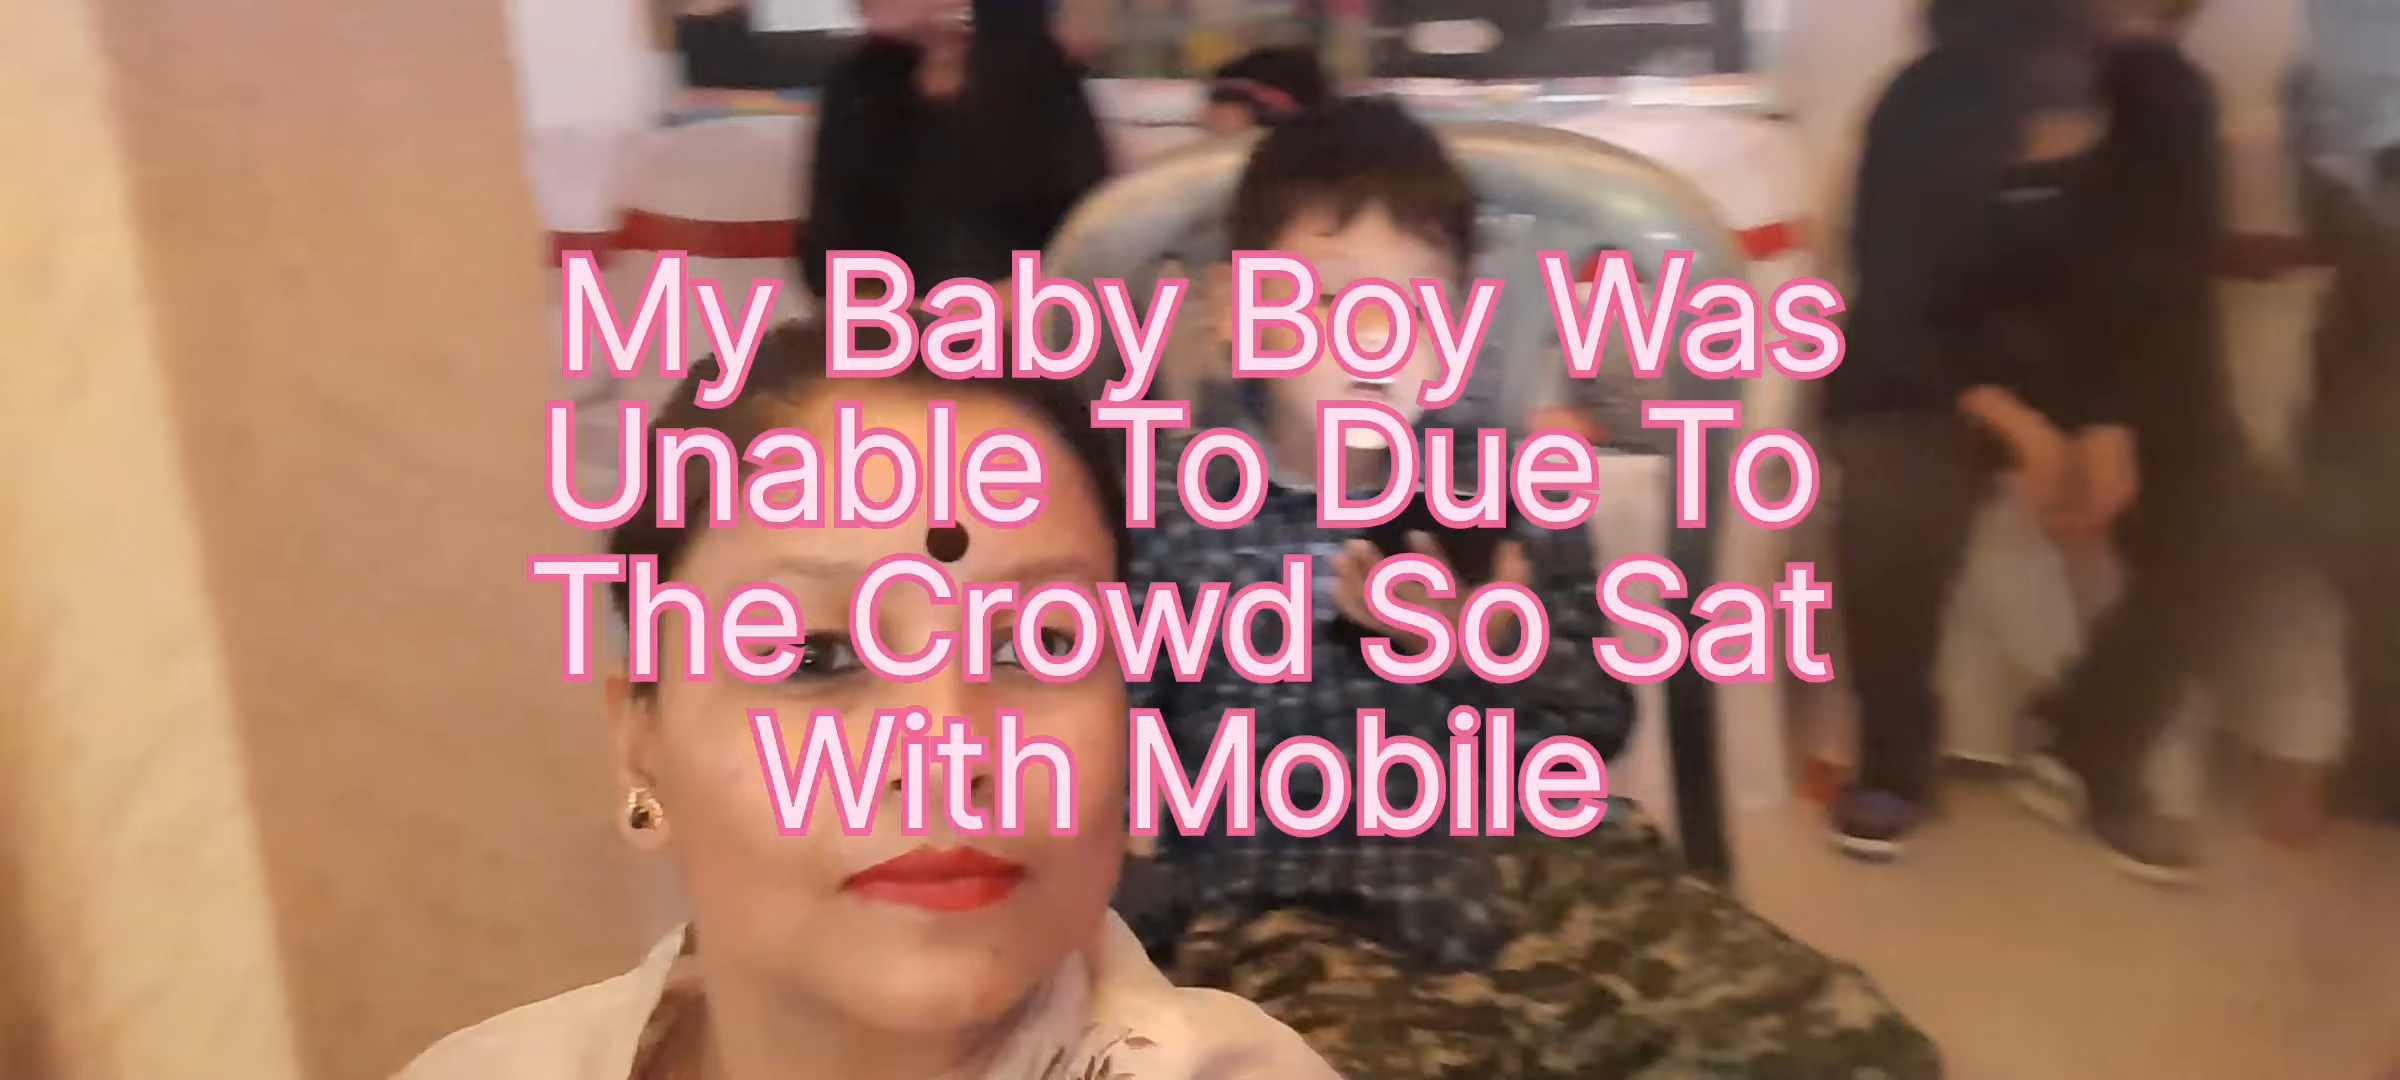 My Baby Boy Was
Unable To Due To
The Crowd So Sat
With Mobile